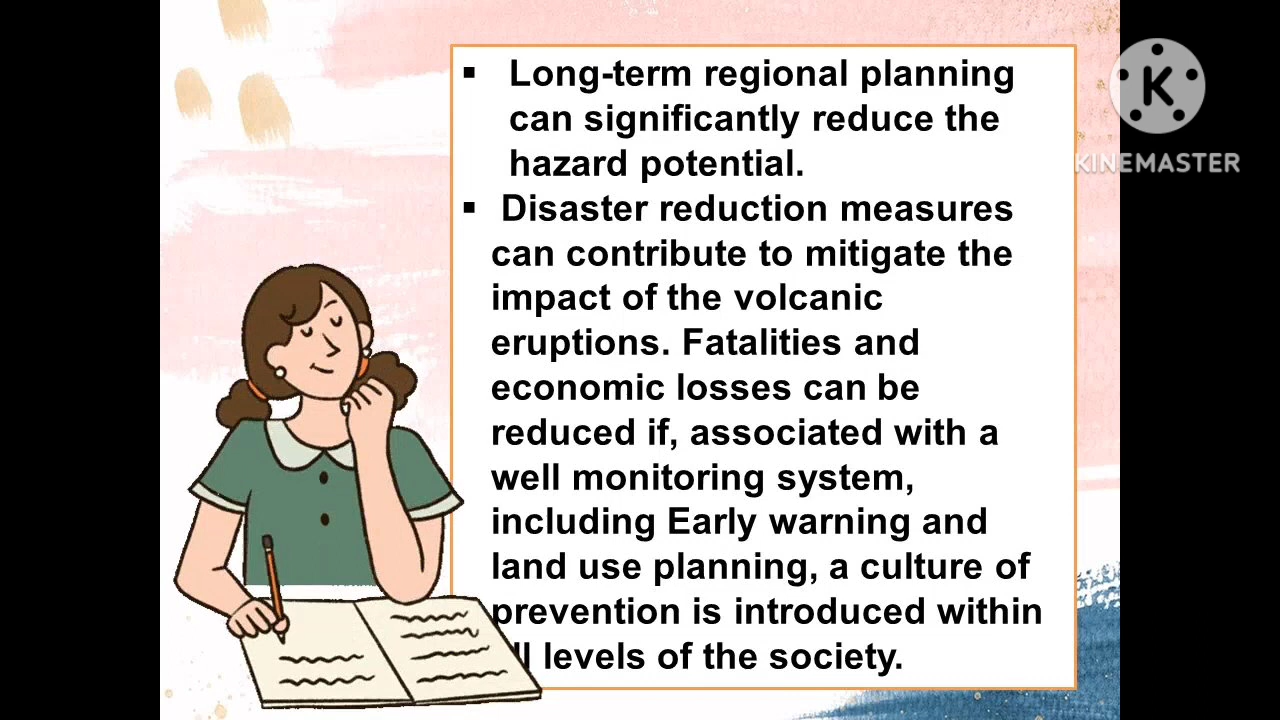 ▪ Long-term regional planning
can significantly reduce the
hazard potential.
▪ Disaster reduction measures
can contribute to mitigate the
impact of the volcanic
eruptions. Fatalities and
economic losses can be
reduced if, associated with a
well monitoring system,
including Early warning and
land use planning, a culture of
prevention is introduced within
levels of the society.
K
KINEMASTER